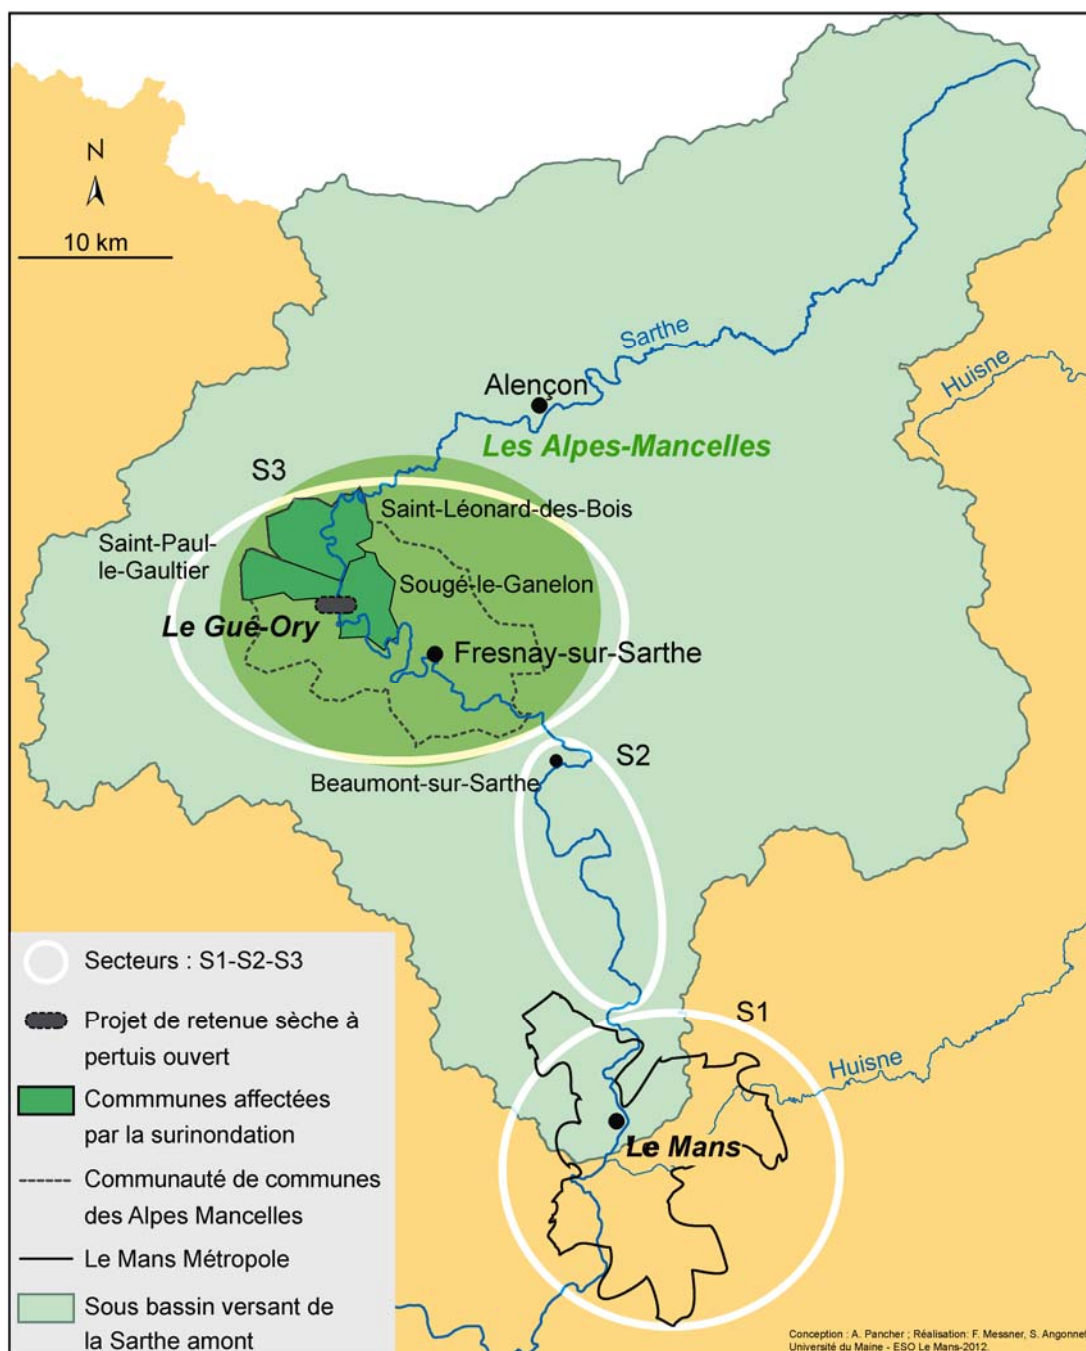 N
10 km
Sarthe
Huisne
Alençon
Les Alpes-Mancelles
S3
Saint-Léonard-des-Bois
Saint-Paul-
le-Gaultier
Sougé-le-Ganelon
Le Gué-Ory
Fresnay-sur-Sarthe
S2
Beaumont-sur-Sarthe
S1
Huisne
Le Mans
Secteurs : S1-S2-S3
Projet de retenue sèche à
pertuis ouvert
Commmunes affectées
par la surinondation
Communauté de communes
des Alpes Mancelles
Le Mans Métropole
Sous bassin versant de
la Sarthe amont
Conception : A. Pancher ; Réalisation: F. Messner, S. Angonnet
Université du Maine - ESO Le Mans-2012.